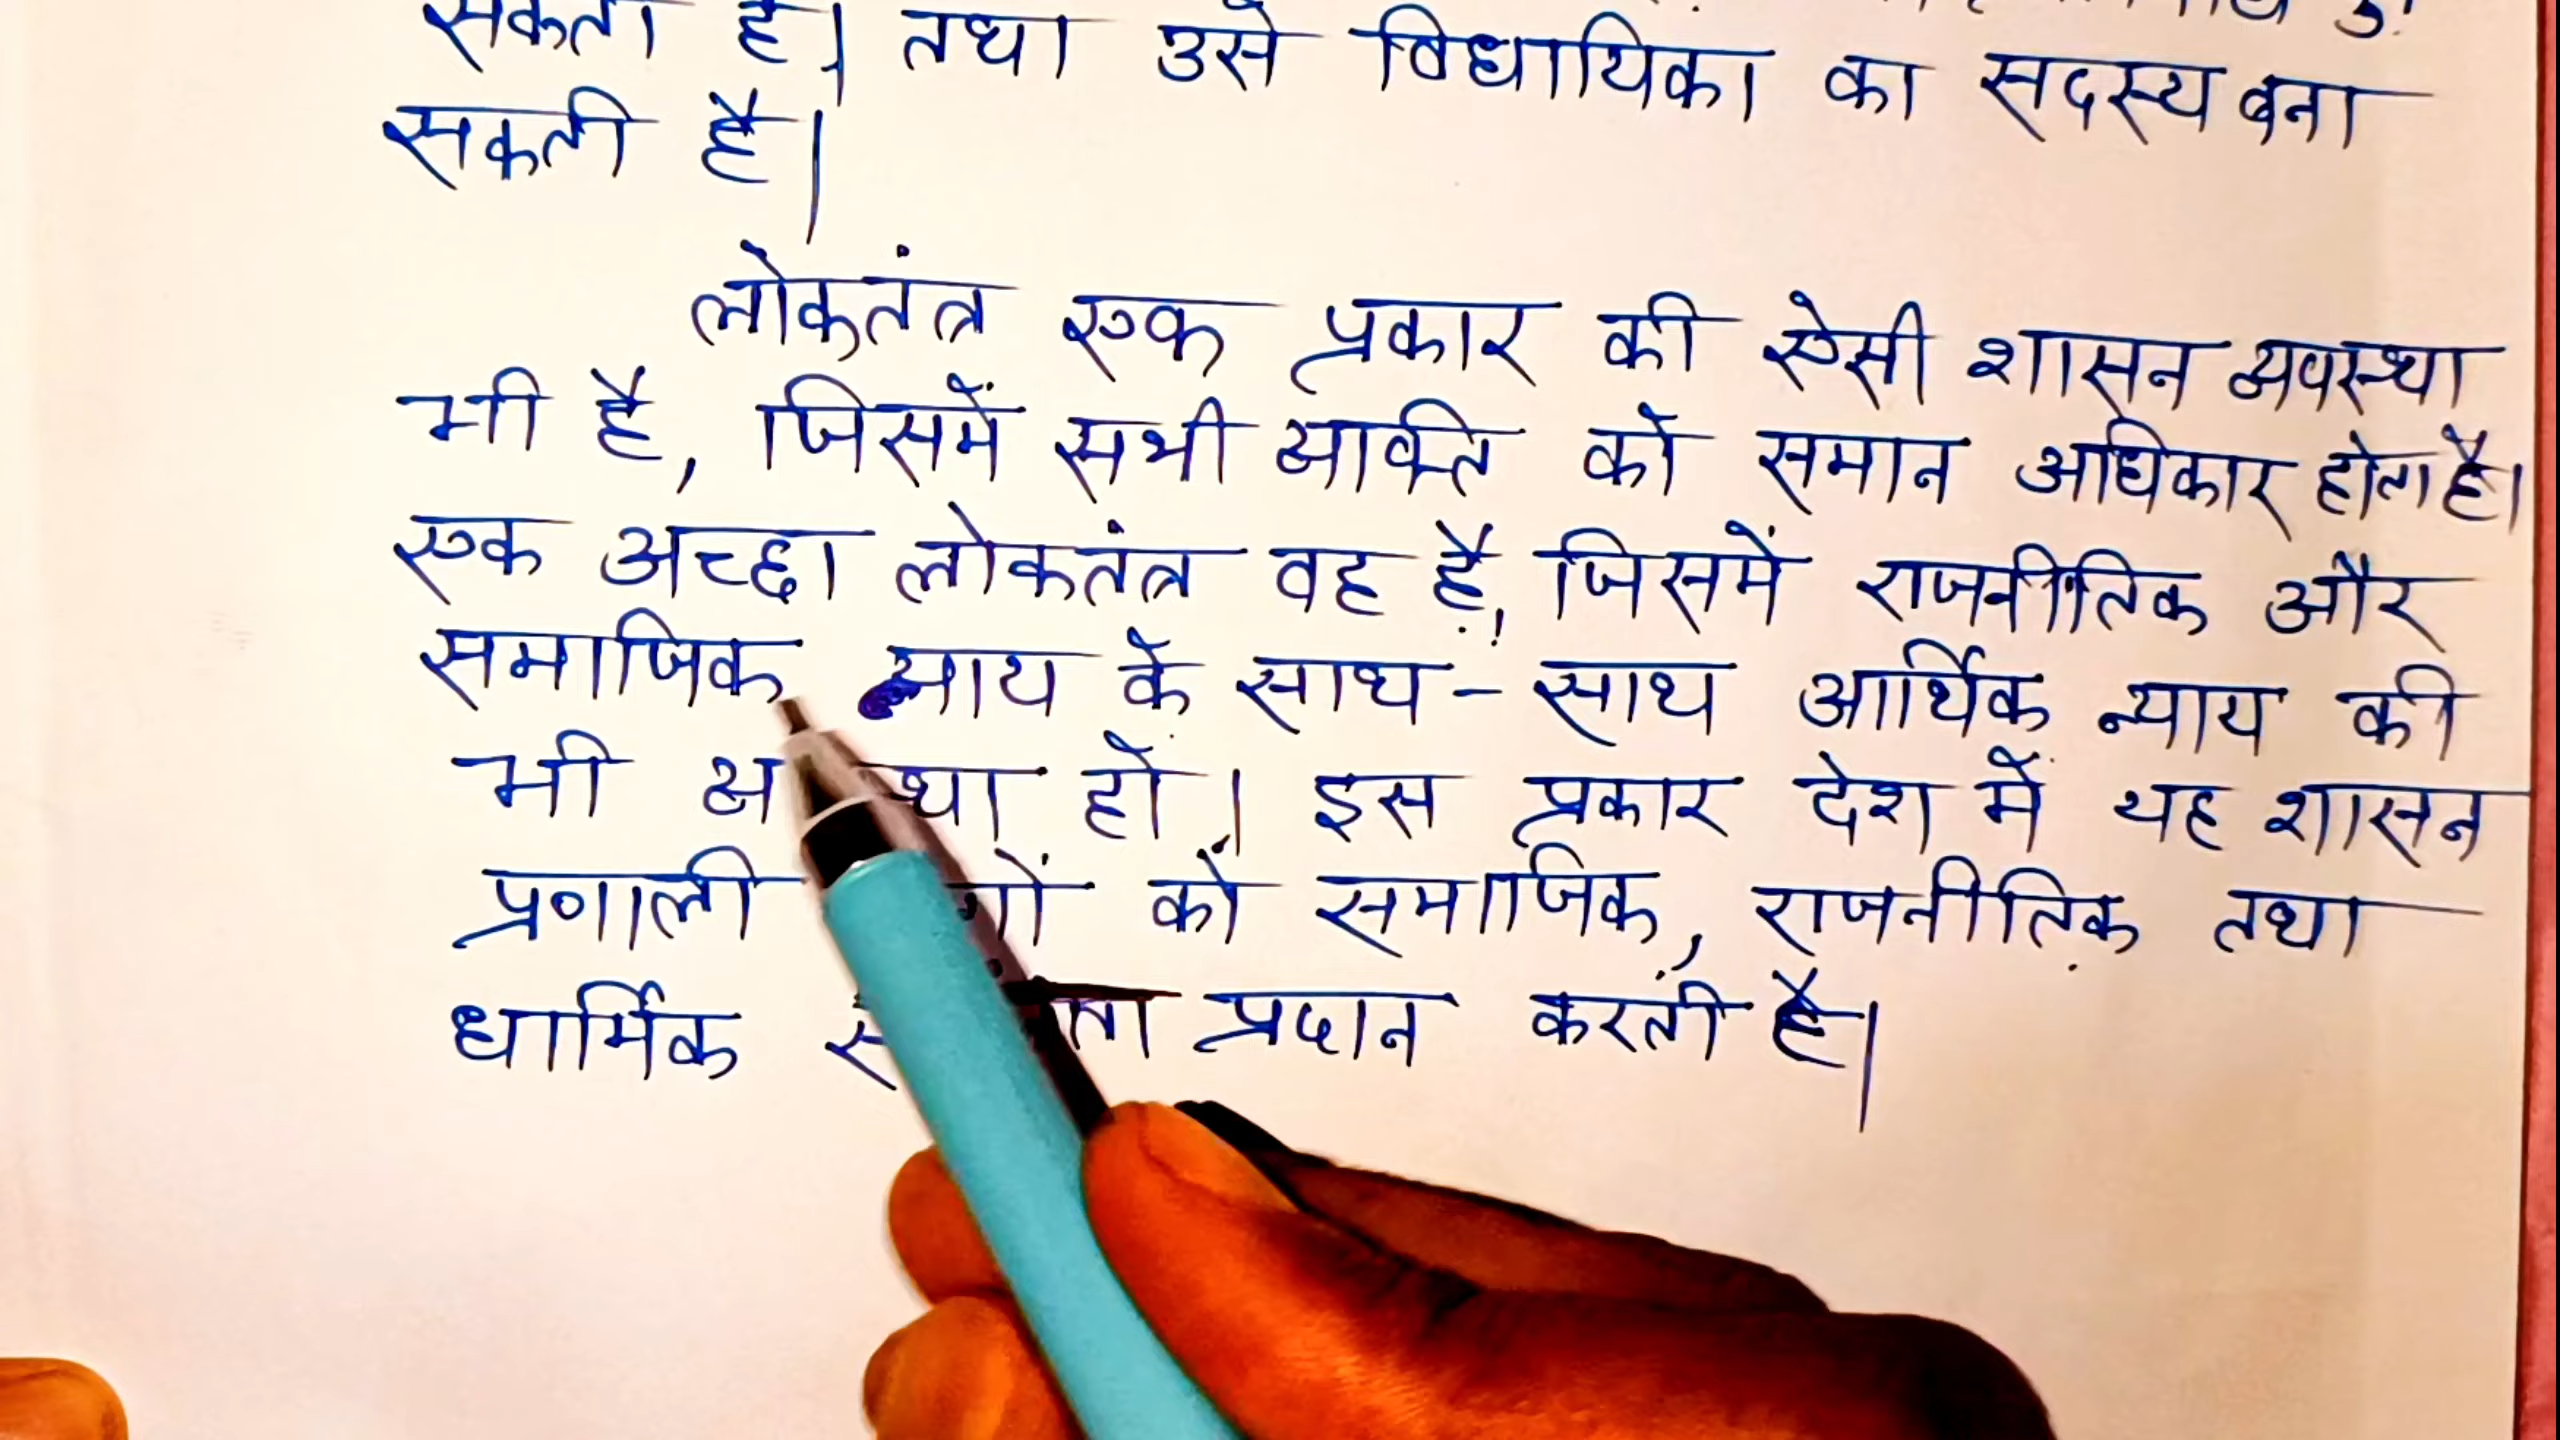 सकता है। तथा उसे विधायिका का सदस्य बना
सकती है।
लोकतंत्र एक प्रकार की ऐसी शासन व्यवस्था
भी है, जिसमें सभी व्यक्ति को समान अधिकार होता है।
एक अच्छा लोकतंत्र वह है, जिसमें राजनीतिक और
समाजिक न्याय के साथ-साथ आर्थिक न्याय की
भी हो। इस प्रकार देश में यह शासन
प्रणाली को समाजिक, राजनीतिक तथा
धार्मिक प्रदान करती है।